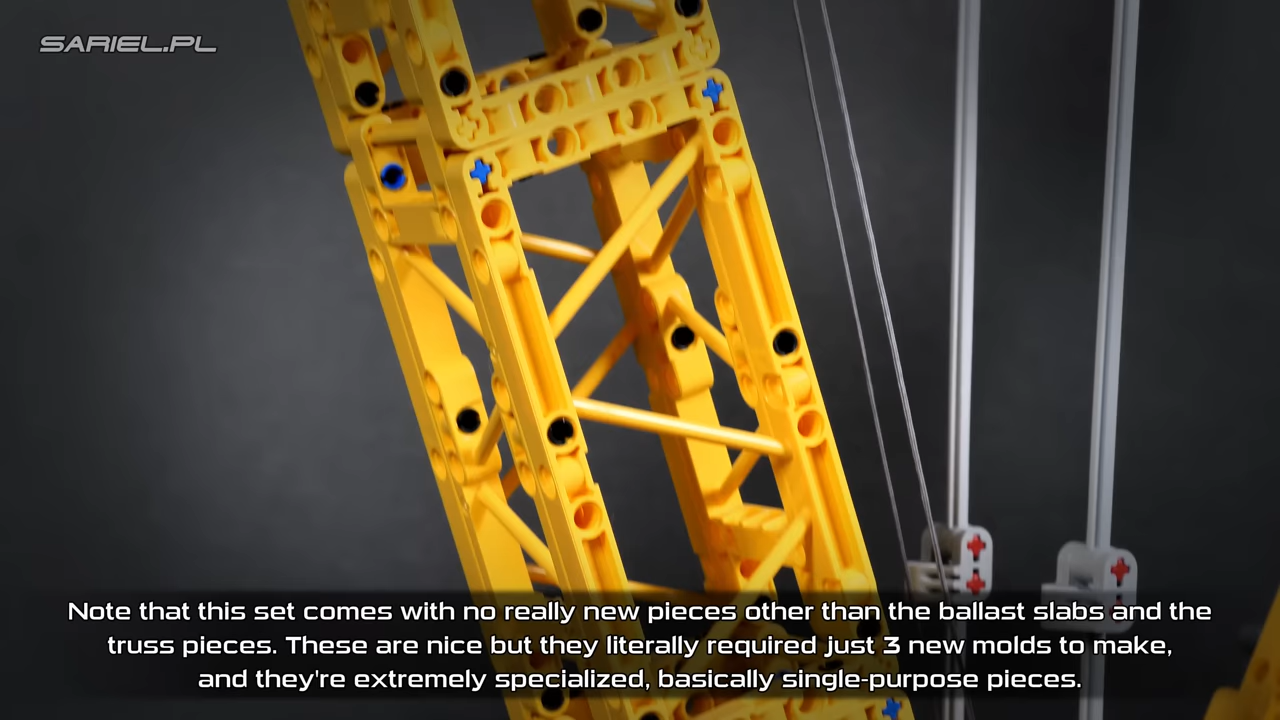 SARIEL.PL
Note that this set comes with no really new pieces other than the ballast slabs and the
truss pieces. These are nice but they literally required just 3 new molds to make,
and they're extremely specialized, basically single-purpose pieces.